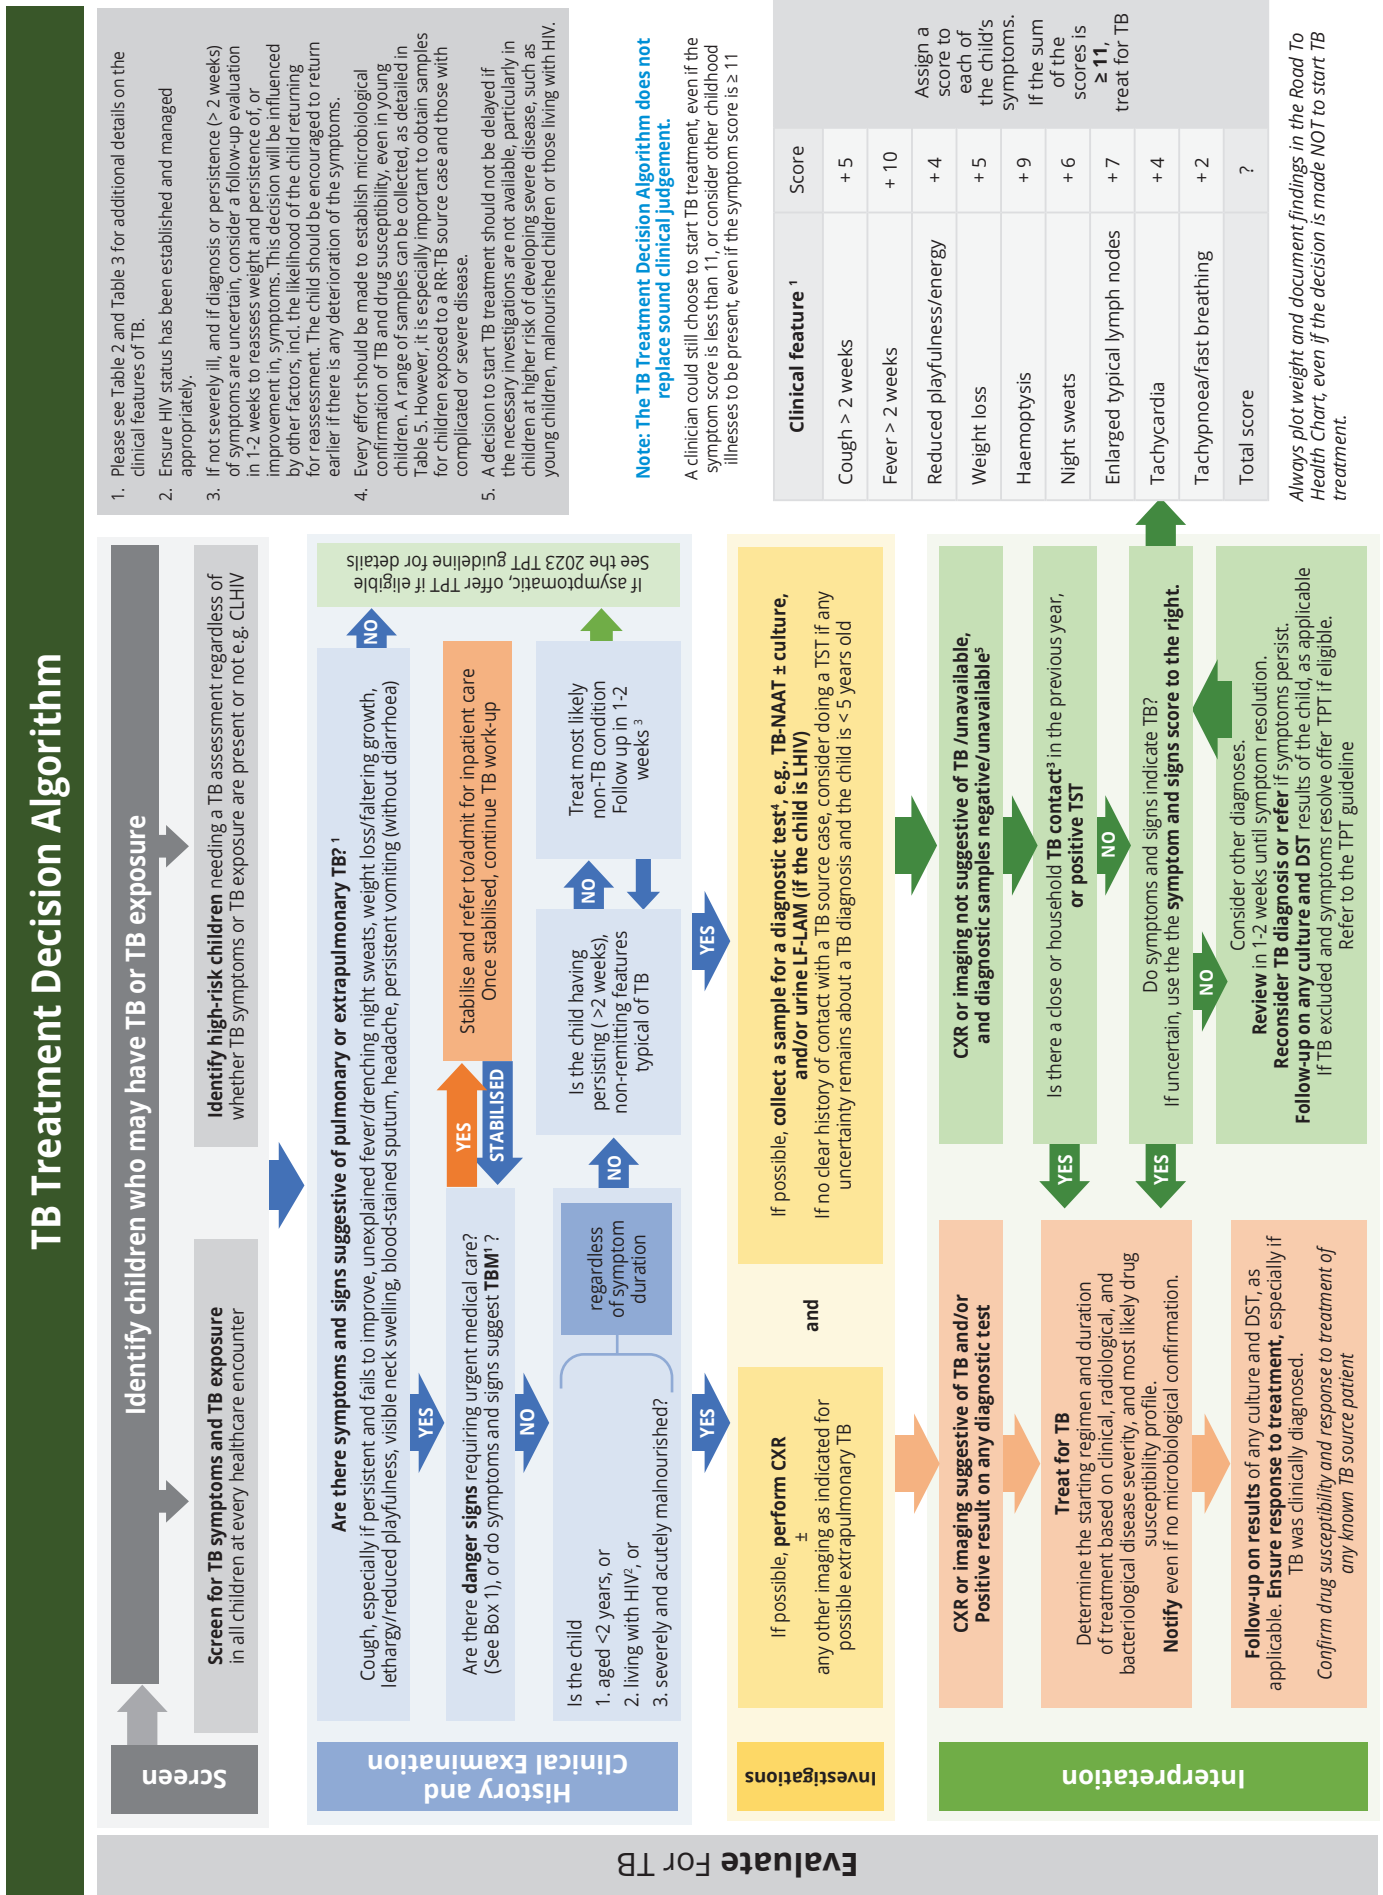 TB Treatment Decision Algorithm
Evaluate For TB
Screen
Identify children who may have TB or TB exposure
Screen for TB symptoms and TB exposure
in all children at every healthcare encounter
Identify high-risk children needing a TB assessment regardless of
whether TB symptoms or TB exposure are present or not e.g. CLHIV
History and
Clinical Examination
Are there symptoms and signs suggestive of pulmonary or extrapulmonary TB? 1
Cough, especially if persistent and fails to improve, unexplained fever/drenching night sweats, weight loss/faltering growth,
lethargy/reduced playfulness, visible neck swelling, blood-stained sputum, headache, persistent vomiting (without diarrhoea)
NO
If asymptomatic, offer TPT if eligible
See the 2023 TPT guideline for details
YES
Are there danger signs requiring urgent medical care?
(See Box 1), or do symptoms and signs suggest TBM¹ ?
YES
STABILISED
Stabilise and refer to/admit for inpatient care
Once stabilised, continue TB work-up
NO
Is the child
1. aged <2 years, or
2. living with HIV², or
3. severely and acutely malnourished?
regardless
of symptom
duration
NO
Is the child having
persisting ( >2 weeks),
non-remitting features
typical of TB
NO
Treat most likely
non-TB condition
Follow up in 1-2
weeks ³
YES
YES
Investigations
If possible, perform CXR
±
any other imaging as indicated for
possible extrapulmonary TB
and
If possible, collect a sample for a diagnostic test⁴, e.g., TB-NAAT ± culture,
and/or urine LF-LAM (if the child is LHIV)
If no clear history of contact with a TB source case, consider doing a TST if any
uncertainty remains about a TB diagnosis and the child is < 5 years old
Interpretation
CXR or imaging suggestive of TB and/or
Positive result on any diagnostic test
Treat for TB
Determine the starting regimen and duration
of treatment based on clinical, radiological, and
bacteriological disease severity, and most likely drug
susceptibility profile.
Notify even if no microbiological confirmation.
Follow-up on results of any culture and DST, as
applicable. Ensure response to treatment, especially if
TB was clinically diagnosed.
Confirm drug susceptibility and response to treatment of
any known TB source patient
CXR or imaging not suggestive of TB /unavailable,
and diagnostic samples negative/unavailable⁵
Is there a close or household TB contact³ in the previous year,
or positive TST
YES
NO
Do symptoms and signs indicate TB?
If uncertain, use the the symptom and signs score to the right.
YES
NO
Consider other diagnoses.
Review in 1-2 weeks until symptom resolution.
Reconsider TB diagnosis or refer if symptoms persist.
Follow-up on any culture and DST results of the child, as applicable
If TB excluded and symptoms resolve offer TPT if eligible.
Refer to the TPT guideline
1. Please see Table 2 and Table 3 for additional details on the
clinical features of TB.
2. Ensure HIV status has been established and managed
appropriately.
3. If not severely ill, and if diagnosis or persistence (> 2 weeks)
of symptoms are uncertain, consider a follow-up evaluation
in 1-2 weeks to reassess weight and persistence of, or
improvement in, symptoms. This decision will be influenced
by other factors, incl. the likelihood of the child returning
for reassessment. The child should be encouraged to return
earlier if there is any deterioration of the symptoms.
4. Every effort should be made to establish microbiological
confirmation of TB and drug susceptibility, even in young
children. A range of samples can be collected, as detailed in
Table 5. However, it is especially important to obtain samples
for children exposed to a RR-TB source case and those with
complicated or severe disease.
5. A decision to start TB treatment should not be delayed if
the necessary investigations are not available, particularly in
children at higher risk of developing severe disease, such as
young children, malnourished children or those living with HIV.
Note: The TB Treatment Decision Algorithm does not
replace sound clinical judgement.
A clinician could still choose to start TB treatment, even if the
symptom score is less than 11, or consider other childhood
illnesses to be present, even if the symptom score is ≥ 11
Clinical feature ¹ Score
Cough > 2 weeks + 5
Fever > 2 weeks + 10
Reduced playfulness/energy + 4
Weight loss + 5
Haemoptysis + 9
Night sweats + 6
Enlarged typical lymph nodes + 7
Tachycardia + 4
Tachypnoea/fast breathing + 2
Total score ?
Assign a
score to
each of
the child's
symptoms.
If the sum
of the
scores is
≥ 11,
treat for TB
Always plot weight and document findings in the Road To
Health Chart, even if the decision is made NOT to start TB
treatment.